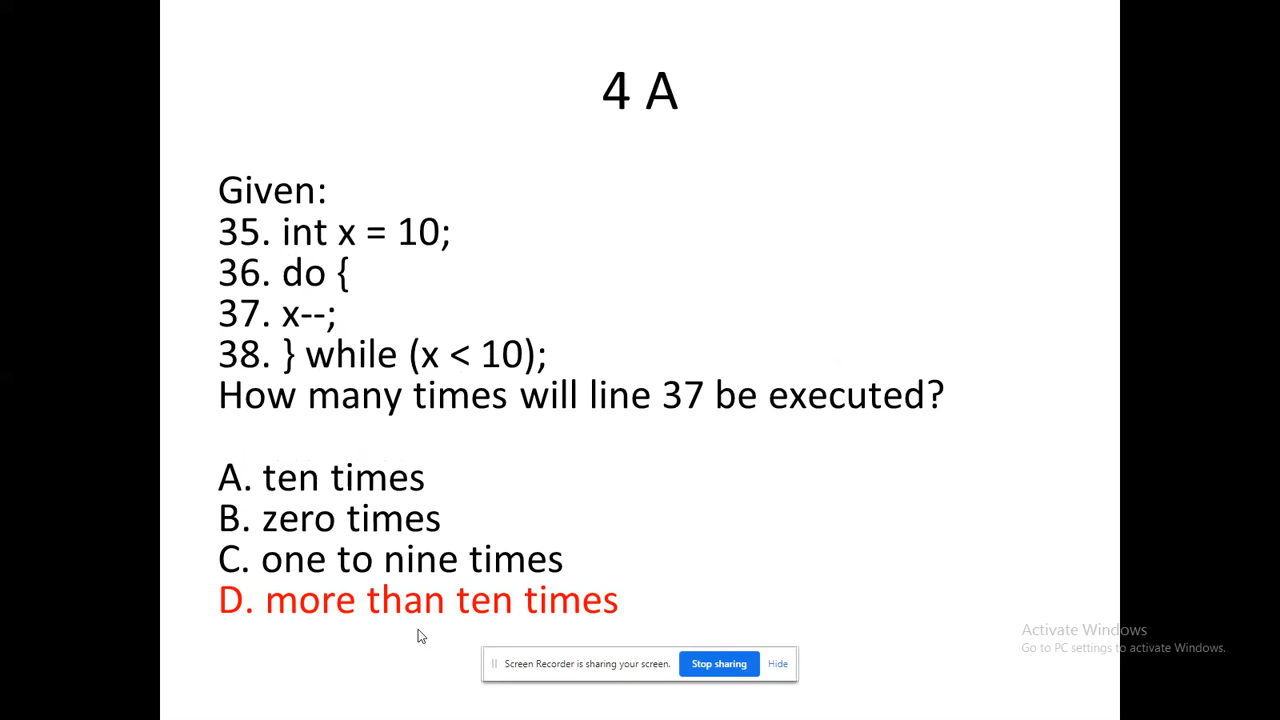 4 A
Given:
35. int x = 10;
36. do {
37. x--;
38. } while (x < 10);
How many times will line 37 be executed?
A. ten times
B. zero times
C. one to nine times
D. more than ten times
Activate Windows
Go to PC settings to activate Windows.
Screen Recorder is sharing your screen.
Stop sharing
Hide